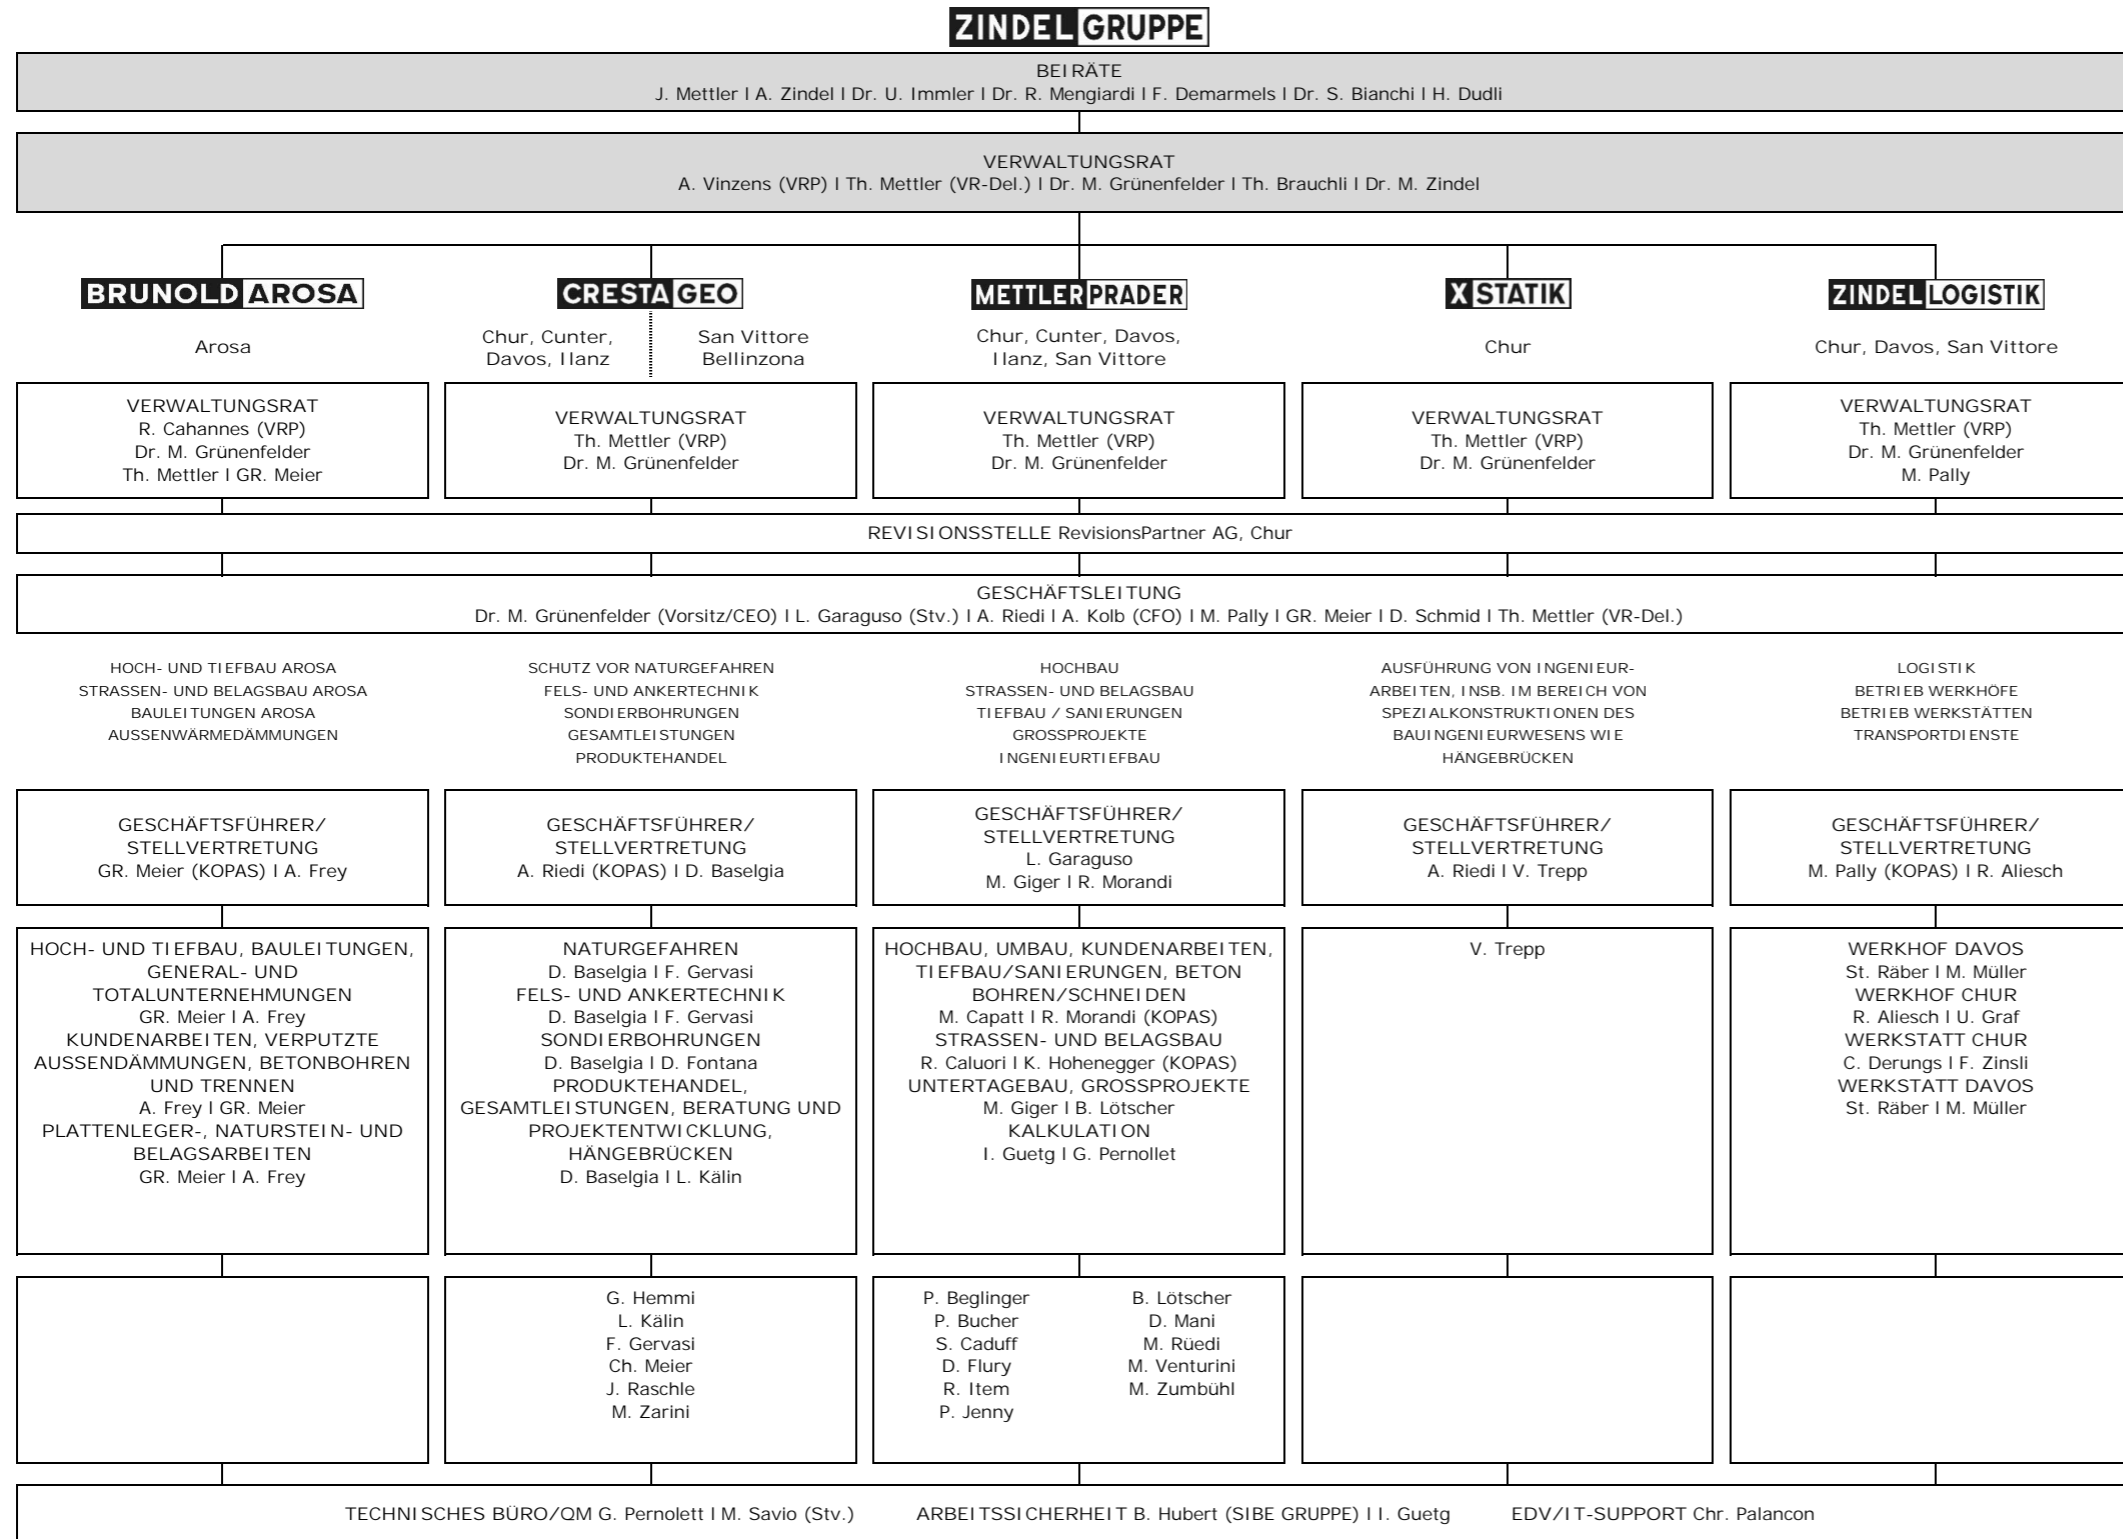 ZINDEL GRUPPE
BEIRÄTE
J. Mettler I A. Zindel I Dr. U. Immler I Dr. R. Mengiardi I F. Demarmels I Dr. S. Bianchi I H. Dudli
VERWALTUNGSRAT
A. Vinzens (VRP) I Th. Mettler (VR-Del.) I Dr. M. Grünenfelder I Th. Brauchli I Dr. M. Zindel
BRUNOLD AROSA
Arosa
CRESTA GEO
Chur, Cunter,
Davos, Ilanz
San Vittore
Bellinzona
METTLER PRADER
Chur, Cunter, Davos,
Ilanz, San Vittore
X STATIK
Chur
ZINDEL LOGISTIK
Chur, Davos, San Vittore
VERWALTUNGSRAT
R. Cahannes (VRP)
Dr. M. Grünenfelder
Th. Mettler I GR. Meier
VERWALTUNGSRAT
Th. Mettler (VRP)
Dr. M. Grünenfelder
VERWALTUNGSRAT
Th. Mettler (VRP)
Dr. M. Grünenfelder
VERWALTUNGSRAT
Th. Mettler (VRP)
Dr. M. Grünenfelder
VERWALTUNGSRAT
Th. Mettler (VRP)
Dr. M. Grünenfelder
M. Pally
REVISIONSSTELLE RevisionsPartner AG, Chur
GESCHÄFTSLEITUNG
Dr. M. Grünenfelder (Vorsitz/CEO) I L. Garaguso (Stv.) I A. Riedi I A. Kolb (CFO) I M. Pally I GR. Meier I D. Schmid I Th. Mettler (VR-Del.)
HOCH- UND TIEFBAU AROSA
STRASSEN- UND BELAGSBAU AROSA
BAULEITUNGEN AROSA
AUSSENWÄRMEDÄMMUNGEN
SCHUTZ VOR NATURGEFAHREN
FELS- UND ANKERTECHNIK
SONDIERBOHRUNGEN
GESAMTLEISTUNGEN
PRODUKTEHANDEL
HOCHBAU
STRASSEN- UND BELAGSBAU
TIEFBAU / SANIERUNGEN
GROSSPROJEKTE
INGENIEURTIEFBAU
AUSFÜHRUNG VON INGENIEUR-
ARBEITEN, INSB. IM BEREICH VON
SPEZIALKONSTRUKTIONEN DES
BAUINGENIEURWESENS WIE
HÄNGEBRÜCKEN
LOGISTIK
BETRIEB WERKHÖFE
BETRIEB WERKSTÄTTEN
TRANSPORTDIENSTE
GESCHÄFTSFÜHRER/
STELLVERTRETUNG
GR. Meier (KOPAS) I A. Frey
GESCHÄFTSFÜHRER/
STELLVERTRETUNG
A. Riedi (KOPAS) I D. Baselgia
GESCHÄFTSFÜHRER/
STELLVERTRETUNG
L. Garaguso
M. Giger I R. Morandi
GESCHÄFTSFÜHRER/
STELLVERTRETUNG
A. Riedi I V. Trepp
GESCHÄFTSFÜHRER/
STELLVERTRETUNG
M. Pally (KOPAS) I R. Aliesch
HOCH- UND TIEFBAU, BAULEITUNGEN,
GENERAL- UND
TOTALUNTERNEHMUNGEN
GR. Meier I A. Frey
KUNDENARBEITEN, VERPUTZTE
AUSSENDÄMMUNGEN, BETONBOHREN
UND TRENNEN
A. Frey I GR. Meier
PLATTENLEGER-, NATURSTEIN- UND
BELAGSARBEITEN
GR. Meier I A. Frey
NATURGEFAHREN
D. Baselgia I F. Gervasi
FELS- UND ANKERTECHNIK
D. Baselgia I F. Gervasi
SONDIERBOHRUNGEN
D. Baselgia I D. Fontana
PRODUKTEHANDEL,
GESAMTLEISTUNGEN, BERATUNG UND
PROJEKTENTWICKLUNG,
HÄNGEBRÜCKEN
D. Baselgia I L. Kälin
HOCHBAU, UMBAU, KUNDENARBEITEN,
TIEFBAU/SANIERUNGEN, BETON
BOHREN/SCHNEIDEN
M. Capatt I R. Morandi (KOPAS)
STRASSEN- UND BELAGSBAU
R. Caluori I K. Hohenegger (KOPAS)
UNTERTAGEBAU, GROSSPROJEKTE
M. Giger I B. Lötscher
KALKULATION
I. Guetg I G. Pernollet
V. Trepp
WERKHOF DAVOS
St. Räber I M. Müller
WERKHOF CHUR
R. Aliesch I U. Graf
WERKSTATT CHUR
C. Derungs I F. Zinsli
WERKSTATT DAVOS
St. Räber I M. Müller
G. Hemmi
L. Kälin
F. Gervasi
Ch. Meier
J. Raschle
M. Zarini
P. Beglinger
P. Bucher
S. Caduff
D. Flury
R. Item
P. Jenny
B. Lötscher
D. Mani
M. Rüedi
M. Venturini
M. Zumbühl
TECHNISCHES BÜRO/QM G. Pernolett I M. Savio (Stv.) ARBEITSSICHERHEIT B. Hubert (SIBE GRUPPE) I I. Guetg EDV/IT-SUPPORT Chr. Palancon